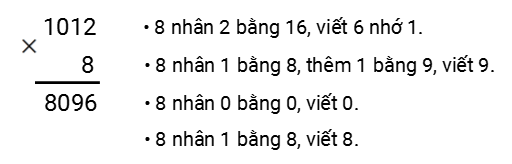 1012
×
8
8096
• 8 nhân 2 bằng 16, viết 6 nhớ 1.
• 8 nhân 1 bằng 8, thêm 1 bằng 9, viết 9.
• 8 nhân 0 bằng 0, viết 0.
• 8 nhân 1 bằng 8, viết 8.